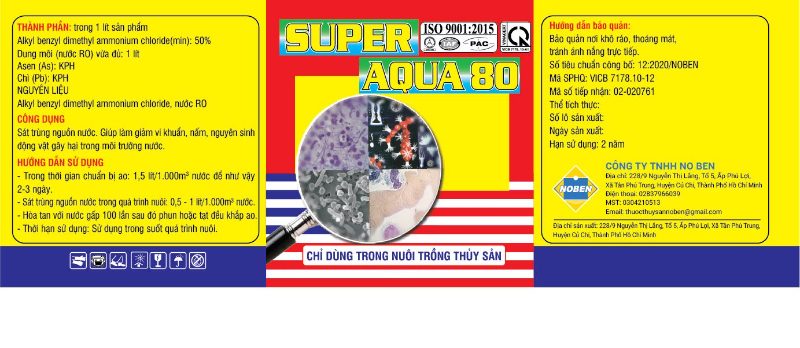 THÀNH PHẦN: trong 1 lít sản phẩm
Alkyl benzyl dimethyl ammonium chloride(min): 50%
Dung môi (nước RO) vừa đủ: 1 lít
Asen (As): KPH
Chì (Pb): KPH
NGUYÊN LIỆU
Alkyl benzyl dimethyl ammonium chloride, nước RO
CÔNG DỤNG
Sát trùng nguồn nước. Giúp làm giảm vi khuẩn, nấm, nguyên sinh
động vật gây hại trong môi trường nước.
HƯỚNG DẪN SỬ DỤNG
- Trong thời gian chuẩn bị ao: 1,5 lít/1.000m³ nước để như vậy
2-3 ngày.
- Sát trùng nguồn nước trong quá trình nuôi: 0,5 - 1 lít/1.000m³ nước.
- Hòa tan với nước gấp 100 lần sau đó phun hoặc tạt đều khắp ao.
- Thời hạn sử dụng: Sử dụng trong suốt quá trình nuôi.
SUPER
AQUA 80
ISO 9001:2015
PAC
CHỈ DÙNG TRONG NUÔI TRỒNG THỦY SẢN
Hướng dẫn bảo quản:
Bảo quản nơi khô ráo, thoáng mát,
tránh ánh nắng trực tiếp.
Số tiêu chuẩn công bố: 12:2020/NOBEN
Mã SPHQ: VICB 7178.10-12
Mã số tiếp nhận: 02-020761
Thể tích thực:
Số lô sản xuất:
Ngày sản xuất:
Hạn sử dụng: 2 năm
NOBEN
CÔNG TY TNHH NO BEN
Địa chỉ: 228/9 Nguyễn Thị Lắng, Tổ 5, Ấp Phú Lợi,
Xã Tân Phú Trung, Huyện Củ Chi, Thành Phố Hồ Chí Minh
Điện thoại: 02837966039
MST: 0304210513
Email: thuocthuysannoben@gmail.com
Địa chỉ sản xuất: 228/9 Nguyễn Thị Lắng, Tổ 5, Ấp Phú Lợi, Xã Tân Phú Trung,
Huyện Củ Chi, Thành Phố Hồ Chí Minh